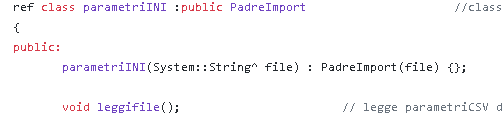 ref class parametriINI :public PadreImport //class
{
public:
parametriINI(System::String^ file) : PadreImport(file) {};
void leggifile(); // legge parametriCSV d